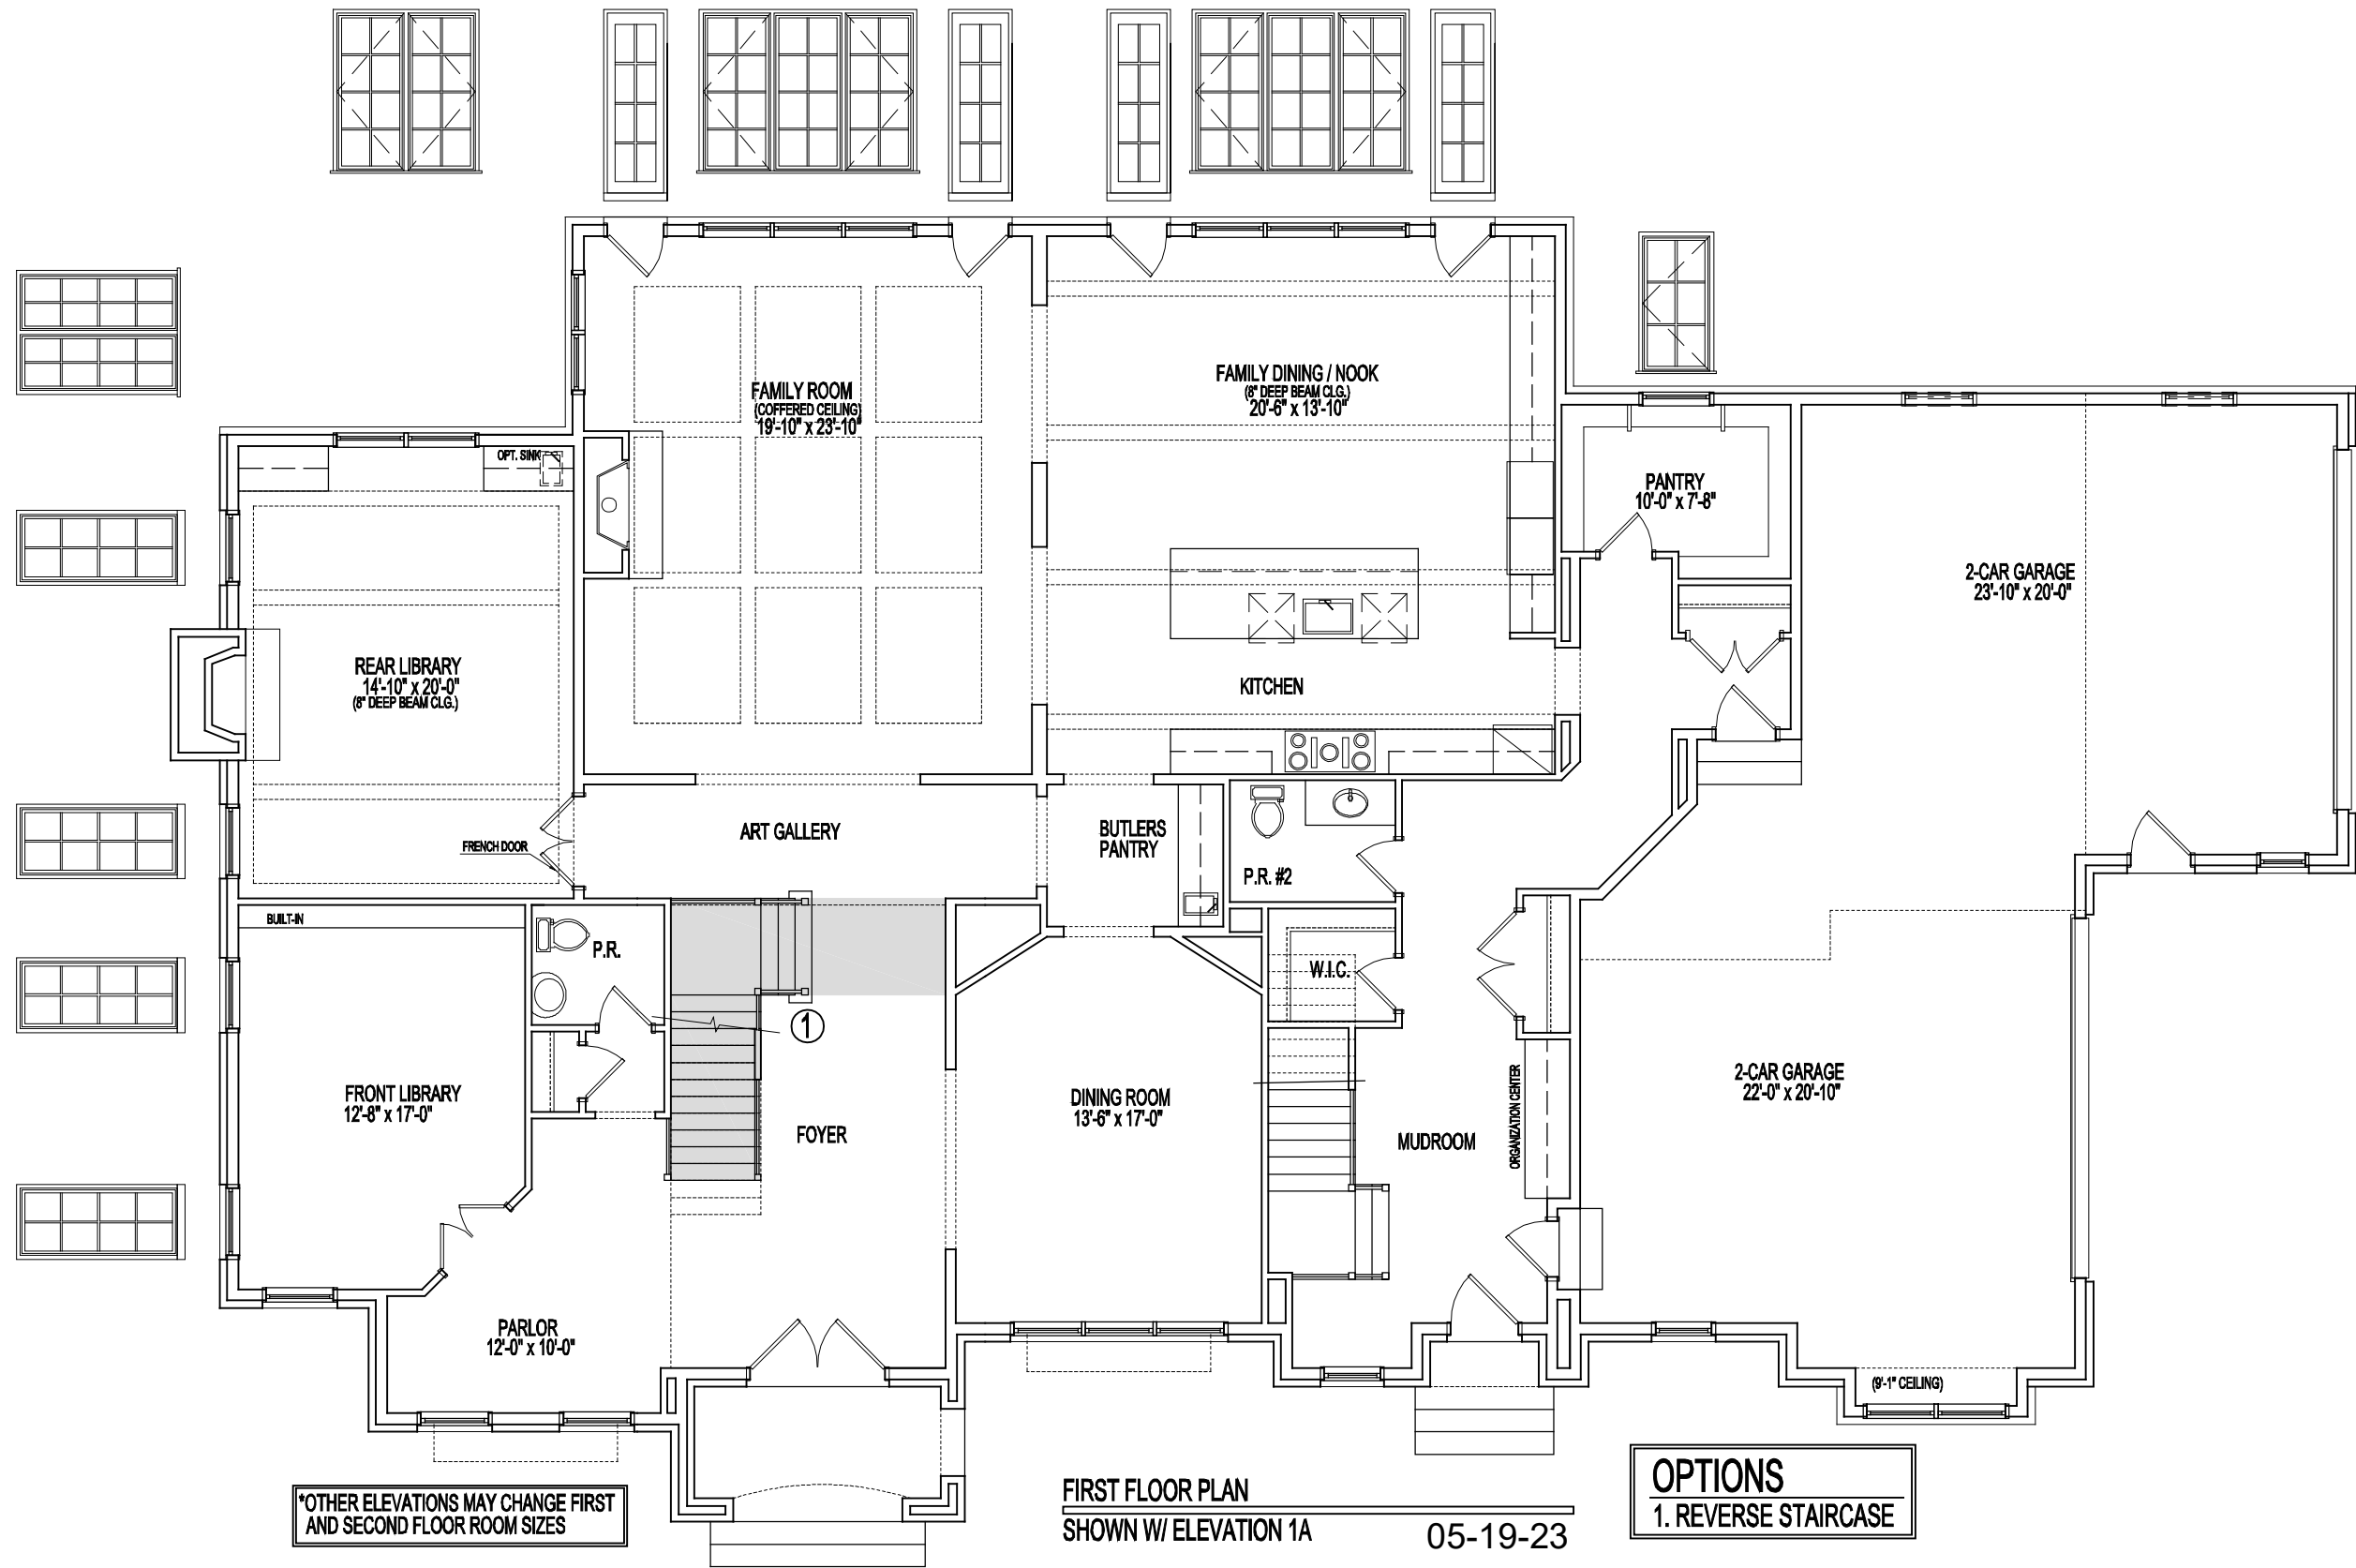 FAMILY ROOM
(COFFERED CEILING)
19'-10" x 23'-10"
FAMILY DINING / NOOK
(8" DEEP BEAM CLG.)
20'-6" x 13'-10"
OPT. SINK
PANTRY
10'-0" x 7'-8"
2-CAR GARAGE
23'-10" x 20'-0"
REAR LIBRARY
14'-10" x 20'-0"
(8" DEEP BEAM CLG.)
KITCHEN
FRENCH DOOR
ART GALLERY
BUTLERS
PANTRY
P.R. #2
BUILT-IN
P.R.
W.I.C.
1
FRONT LIBRARY
12'-8" x 17'-0"
FOYER
DINING ROOM
13'-6" x 17'-0"
MUDROOM
ORGANIZATION CENTER
2-CAR GARAGE
22'-0" x 20'-10"
PARLOR
12'-0" x 10'-0"
(9'-1" CEILING)
*OTHER ELEVATIONS MAY CHANGE FIRST
AND SECOND FLOOR ROOM SIZES
FIRST FLOOR PLAN
SHOWN W/ ELEVATION 1A
05-19-23
OPTIONS
1. REVERSE STAIRCASE